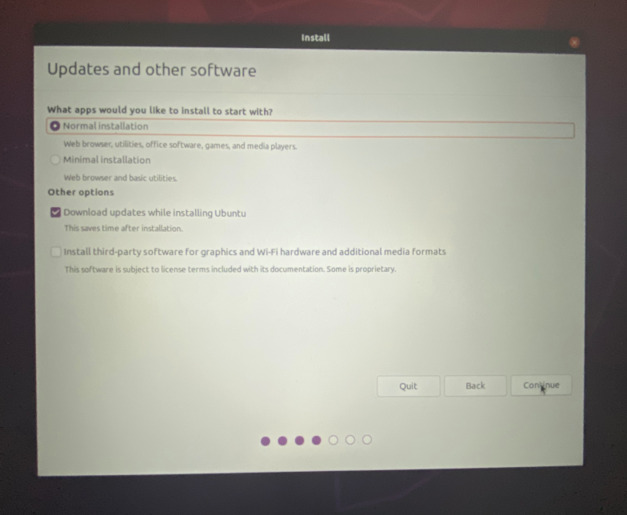 Install
Updates and other software
What apps would you like to install to start with?
Normal installation
Web browser, utilities, office software, games, and media players.
Minimal installation
Web browser and basic utilities.
Other options
Download updates while installing Ubuntu
This saves time after installation.
Install third-party software for graphics and Wi-Fi hardware and additional media formats
This software is subject to license terms included with its documentation. Some is proprietary.
Quit Back Continue